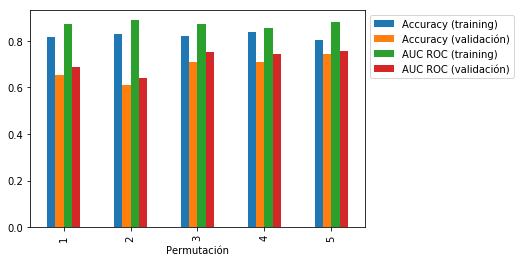 0.8
0.6
0.4
0.2
0.0
1
2
3
4
5
Permutación
Accuracy (training)
Accuracy (validación)
AUC ROC (training)
AUC ROC (validación)